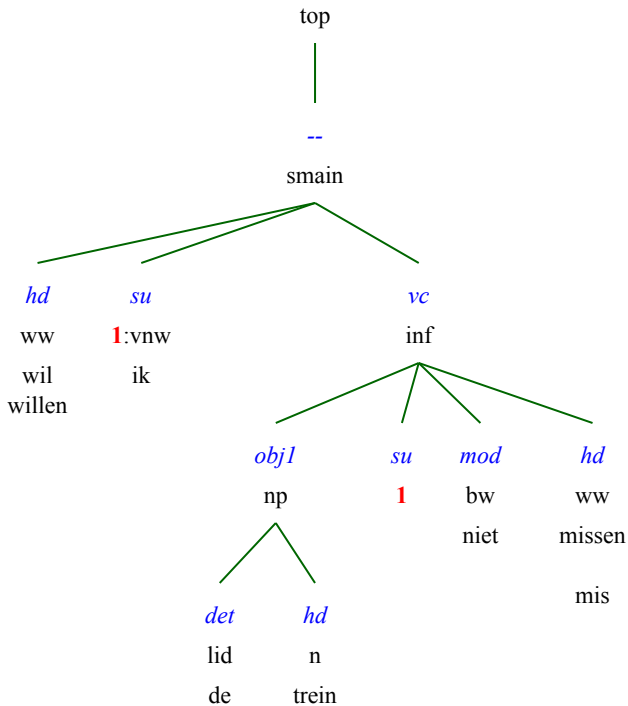 top
--
smain
hd su vc
ww 1:vnw inf
wil ik
willen
obj1 su mod hd
np 1 bw ww
niet missen
mis
det hd
lid n
de trein